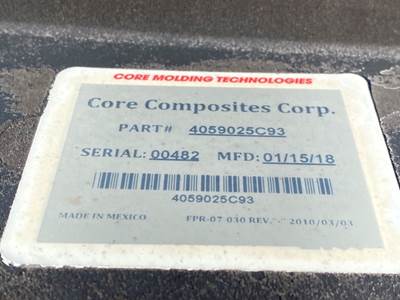 CORE MOLDING TECHNOLOGIES
Core Composites Corp.
PART# 4059025C93
SERIAL: 00482 MFD: 01/15/18
4059025C93
MADE IN MEXICO FPR-07-030 REV. "-" 2010/03/03